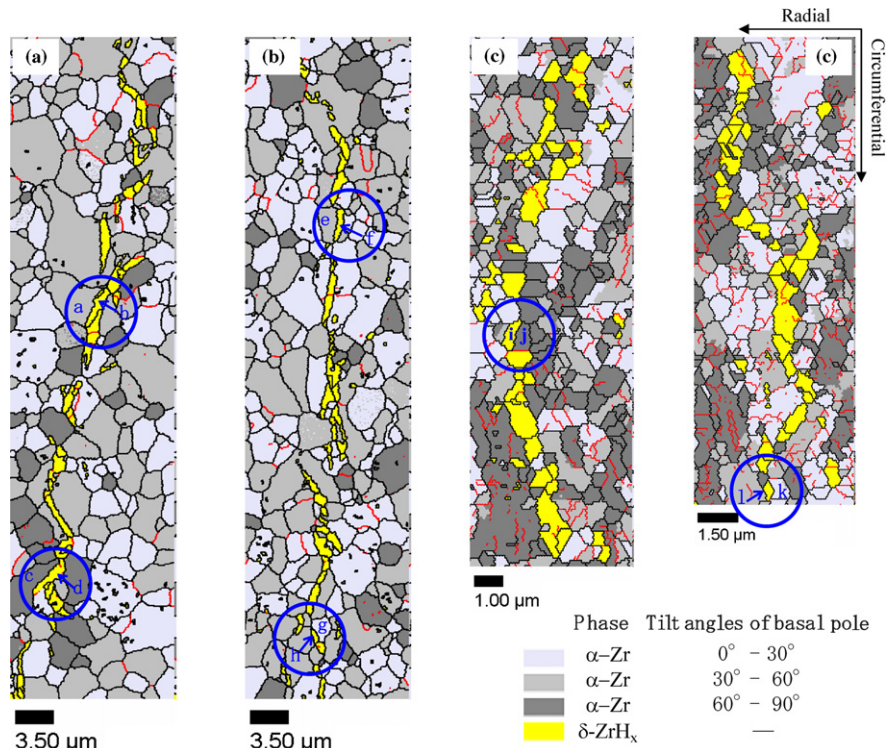 (a)
(b)
(c)
(c)
Radial
Circumferential
a
b
c
d
e
f
g
h
i j
l k
3.50 µm
3.50 µm
1.00 µm
1.50 µm
Phase Tilt angles of basal pole
α–Zr 0° – 30°
α–Zr 30° – 60°
α–Zr 60° – 90°
δ-ZrHₓ —